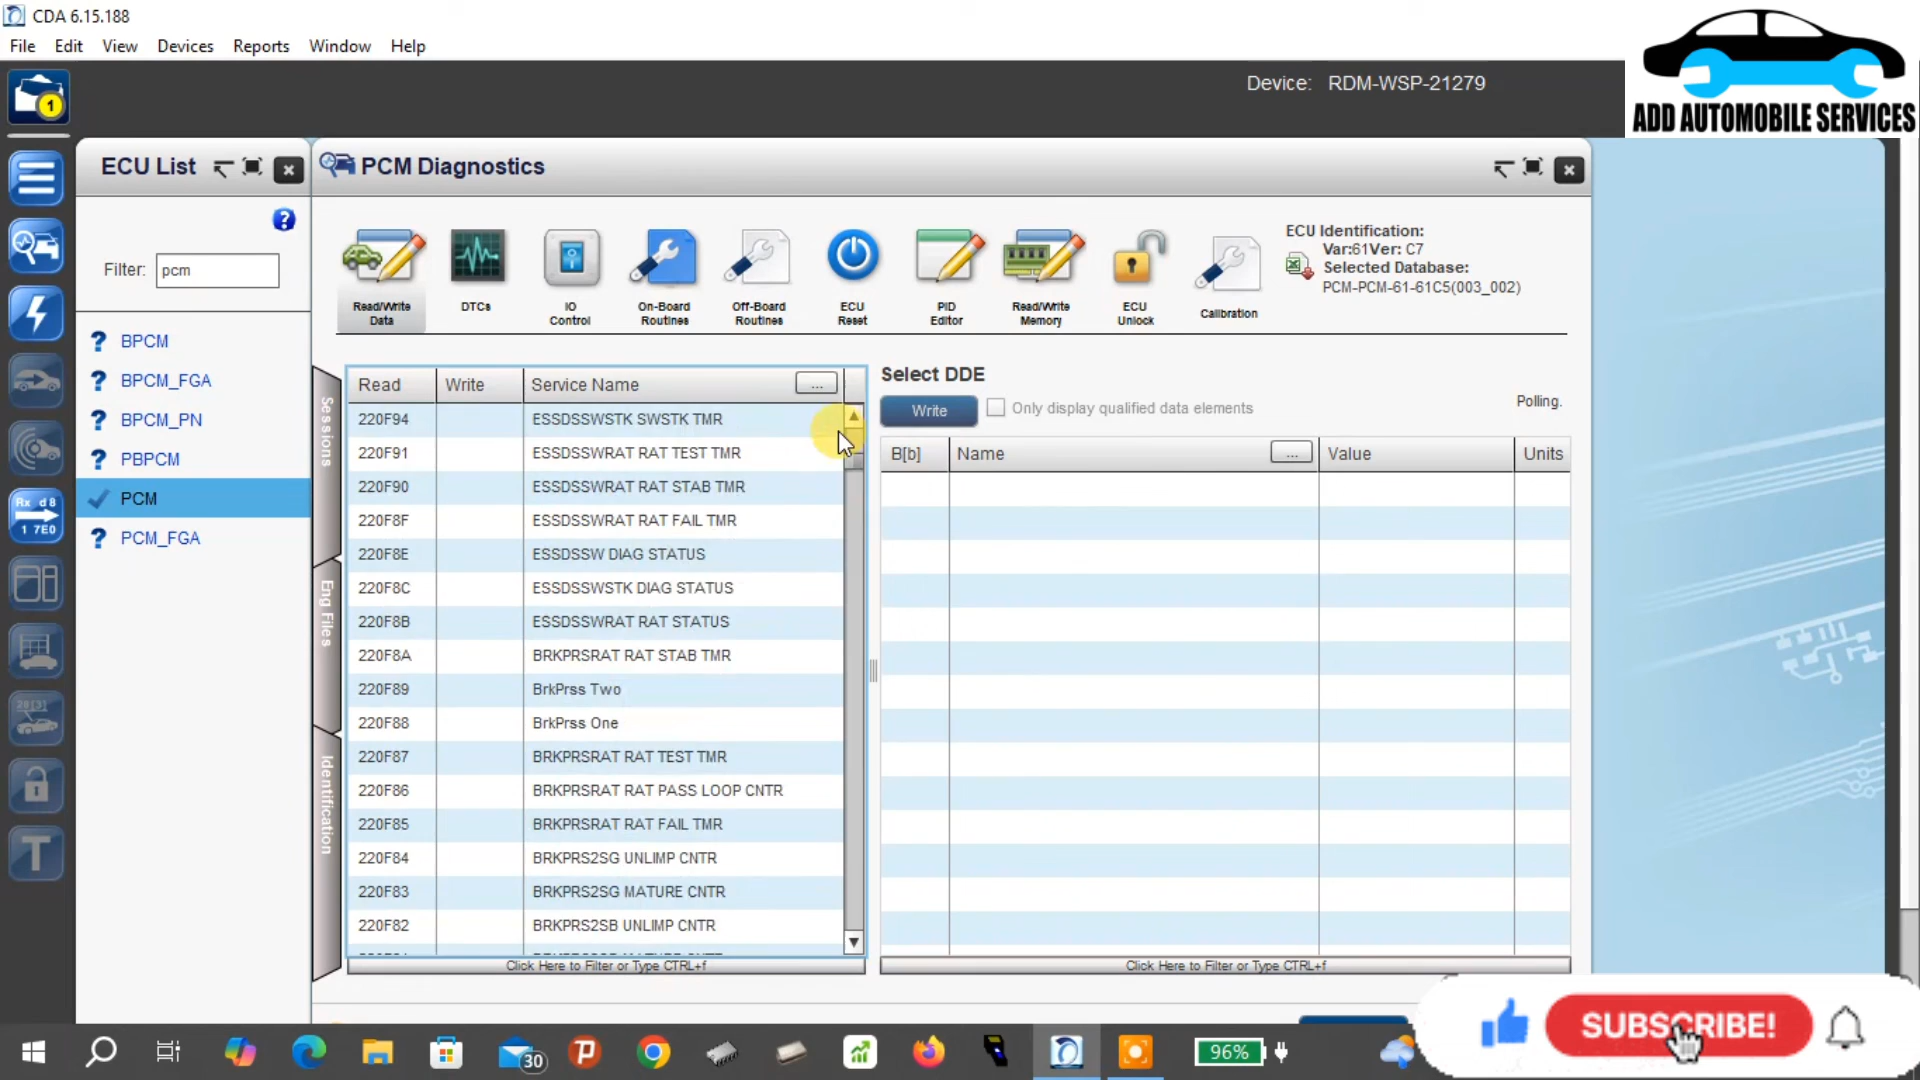 CDA 6.15.188
File Edit View Devices Reports Window Help
ADD AUTOMOBILE SERVICES
Device: RDM-WSP-21279
1
ECU List
PCM Diagnostics
Filter: pcm
BPCM
BPCM_FGA
BPCM_PN
PBPCM
PCM
PCM_FGA
Rx d8
1 7E0
28[3]
T
Read/Write Data
DTCs
IO Control
On-Board Routines
Off-Board Routines
ECU Reset
PID Editor
Read/Write Memory
ECU Unlock
Calibration
ECU Identification:
Var:61Ver: C7
Selected Database:
PCM-PCM-61-61C5(003_002)
Sessions
Eng Files
Identification
Read Write Service Name ...
220F94 ESSDSSWSTK SWSTK TMR
220F91 ESSDSSWRAT RAT TEST TMR
220F90 ESSDSSWRAT RAT STAB TMR
220F8F ESSDSSWRAT RAT FAIL TMR
220F8E ESSDSSW DIAG STATUS
220F8C ESSDSSWSTK DIAG STATUS
220F8B ESSDSSWRAT RAT STATUS
220F8A BRKPRSRAT RAT STAB TMR
220F89 BrkPrss Two
220F88 BrkPrss One
220F87 BRKPRSRAT RAT TEST TMR
220F86 BRKPRSRAT RAT PASS LOOP CNTR
220F85 BRKPRSRAT RAT FAIL TMR
220F84 BRKPRS2SG UNLIMP CNTR
220F83 BRKPRS2SG MATURE CNTR
220F82 BRKPRS2SB UNLIMP CNTR
Click Here to Filter or Type CTRL+f
Select DDE
Write Only display qualified data elements
Polling.
B[b] Name ... Value Units
Click Here to Filter or Type CTRL+f
SUBSCRIBE!
30
96%